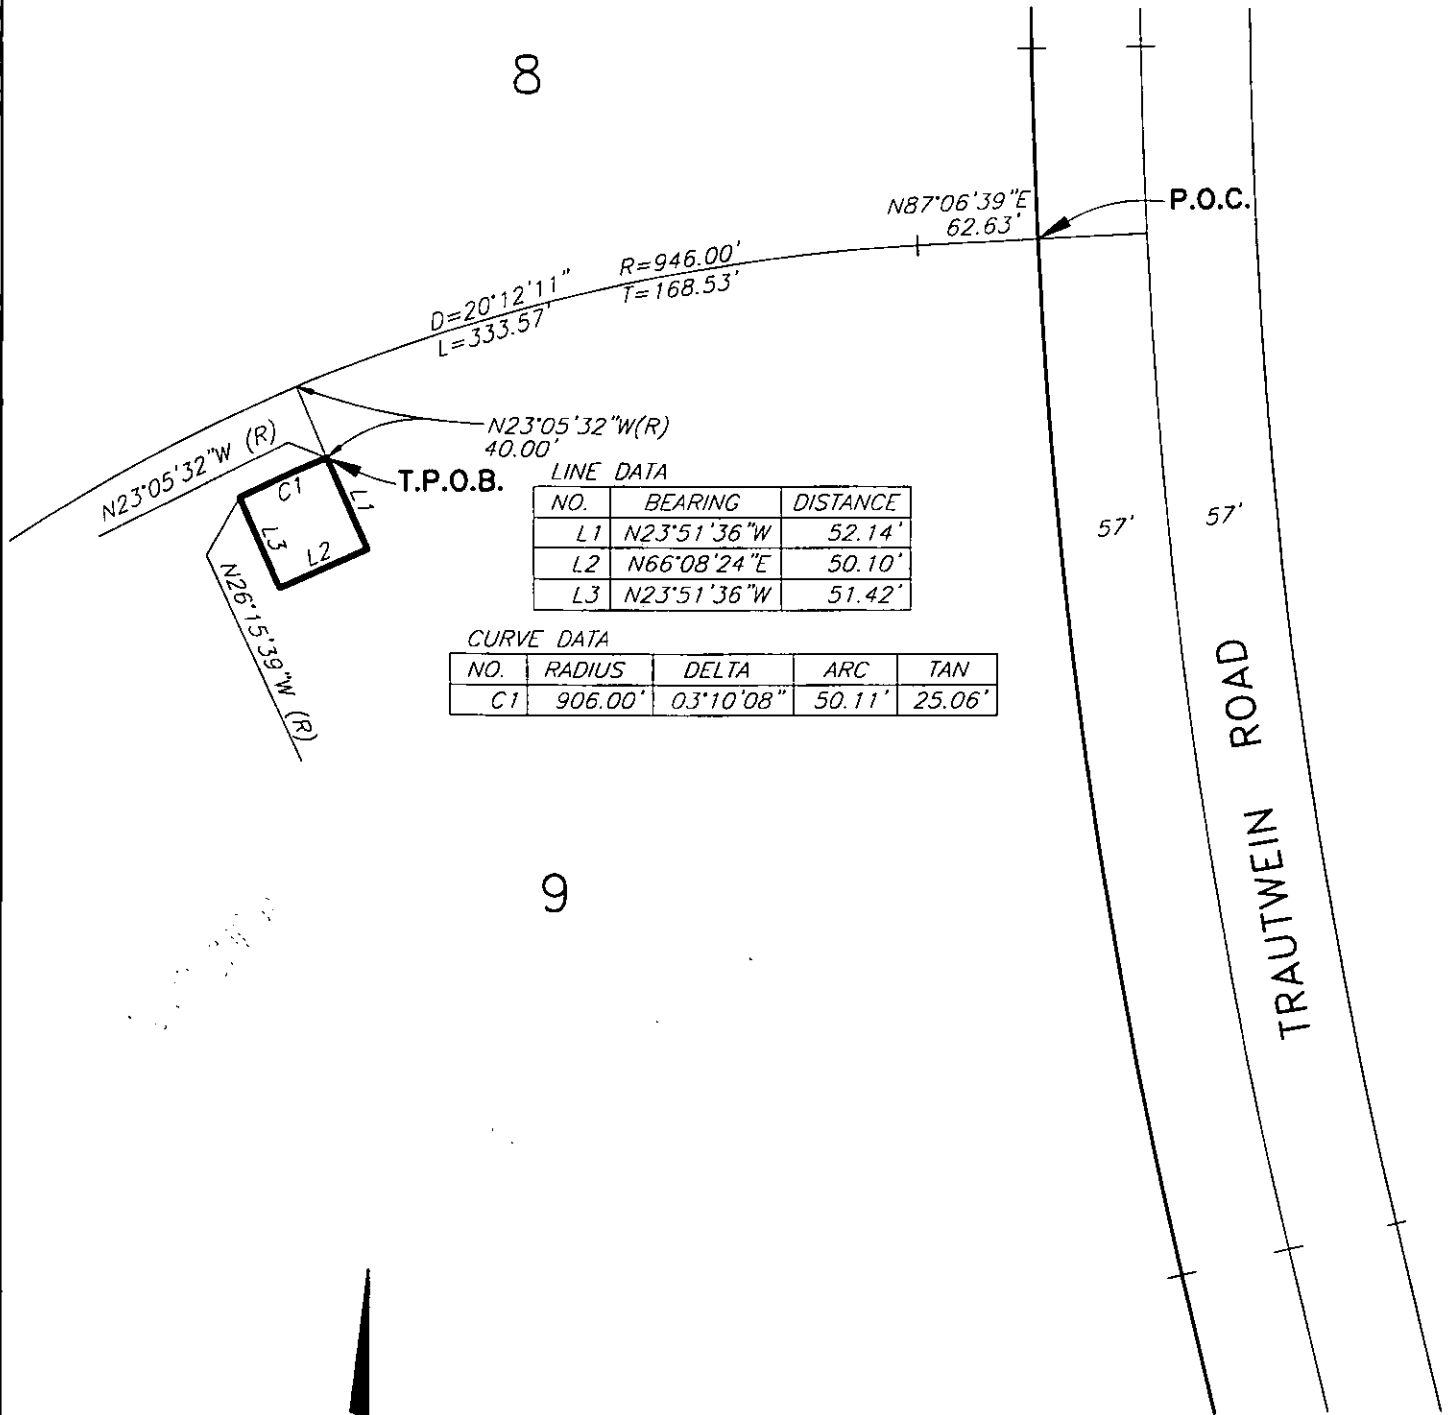 8
N87°06'39"E
62.63'
P.O.C.
R=946.00'
T=168.53'
D=20°12'11"
L=333.57'
N23°05'32"W(R)
40.00'
N23°05'32"W (R)
T.P.O.B.
C1
L1
L2
L3
N26°15'39"W (R)
LINE DATA
NO. BEARING DISTANCE
L1 N23°51'36"W 52.14'
L2 N66°08'24"E 50.10'
L3 N23°51'36"W 51.42'
CURVE DATA
NO. RADIUS DELTA ARC TAN
C1 906.00' 03°10'08" 50.11' 25.06'
57'
57'
TRAUTWEIN ROAD
9